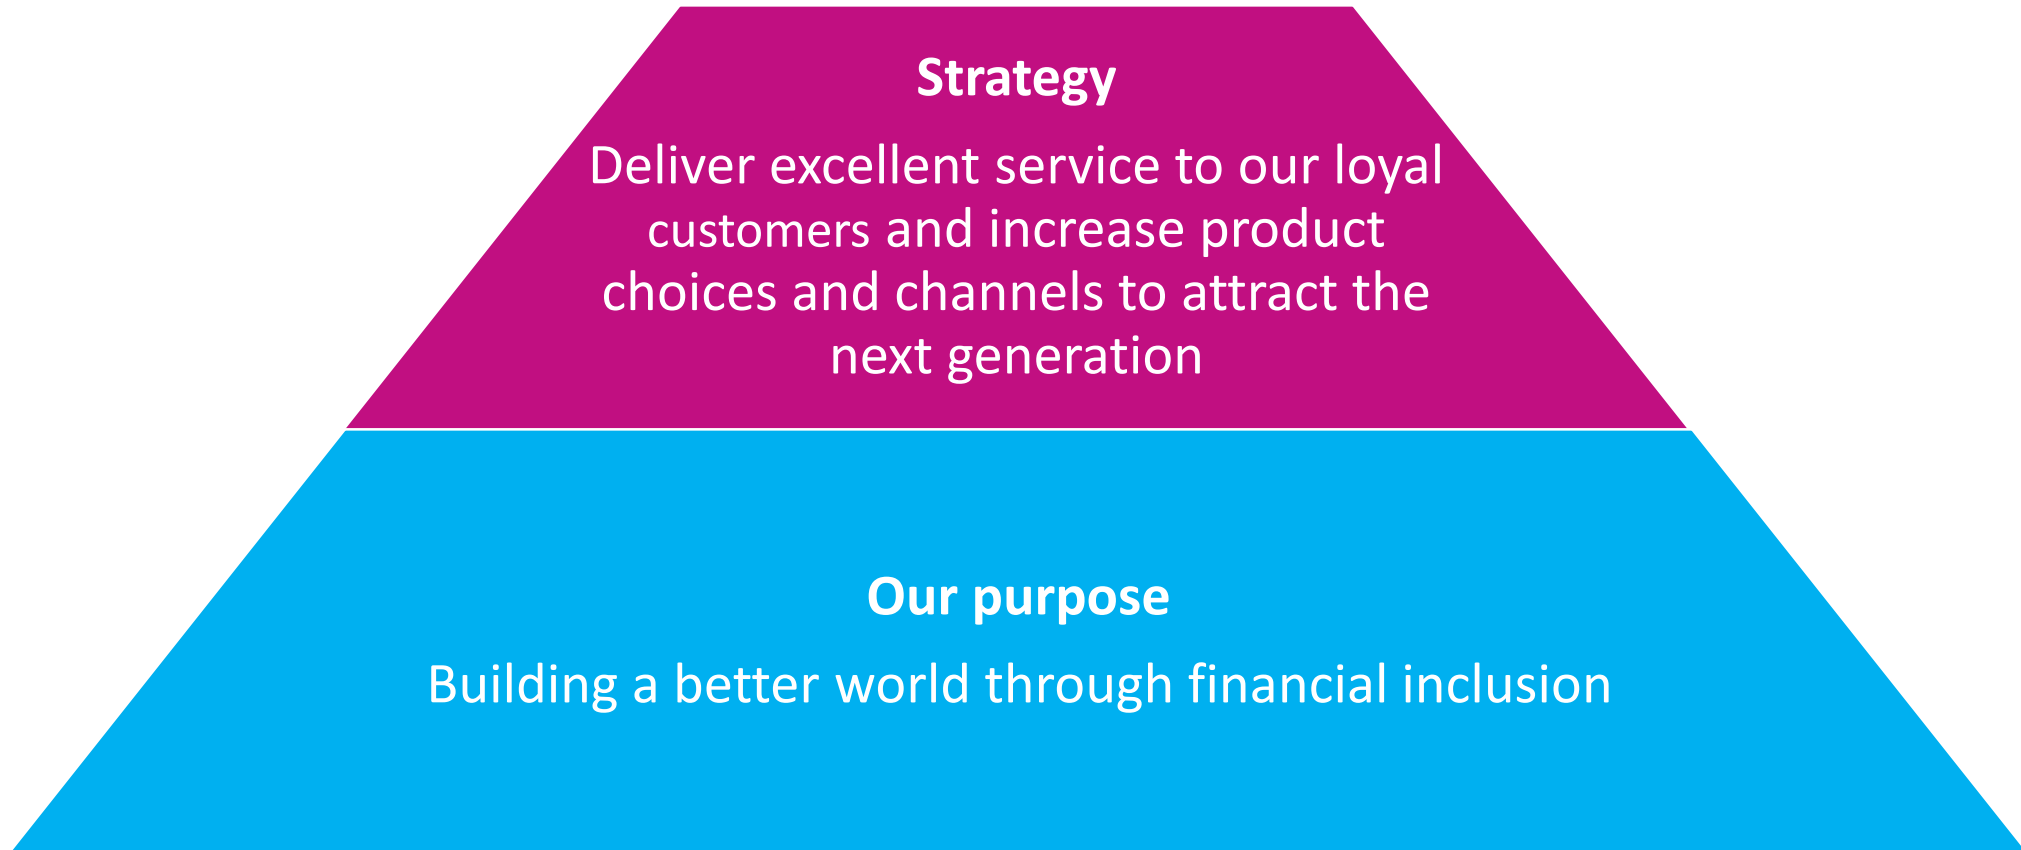 Strategy
Deliver excellent service to our loyal
customers and increase product
choices and channels to attract the
next generation
Our purpose
Building a better world through financial inclusion